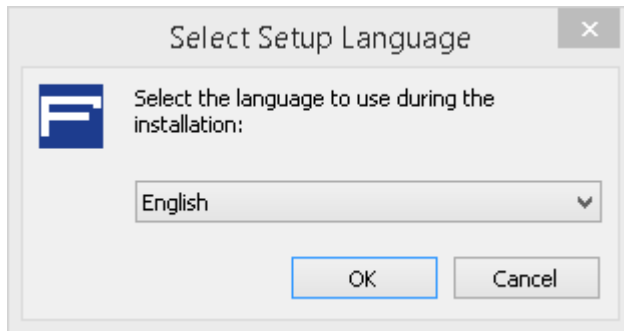 Select Setup Language
Select the language to use during the
installation:
English
OK
Cancel